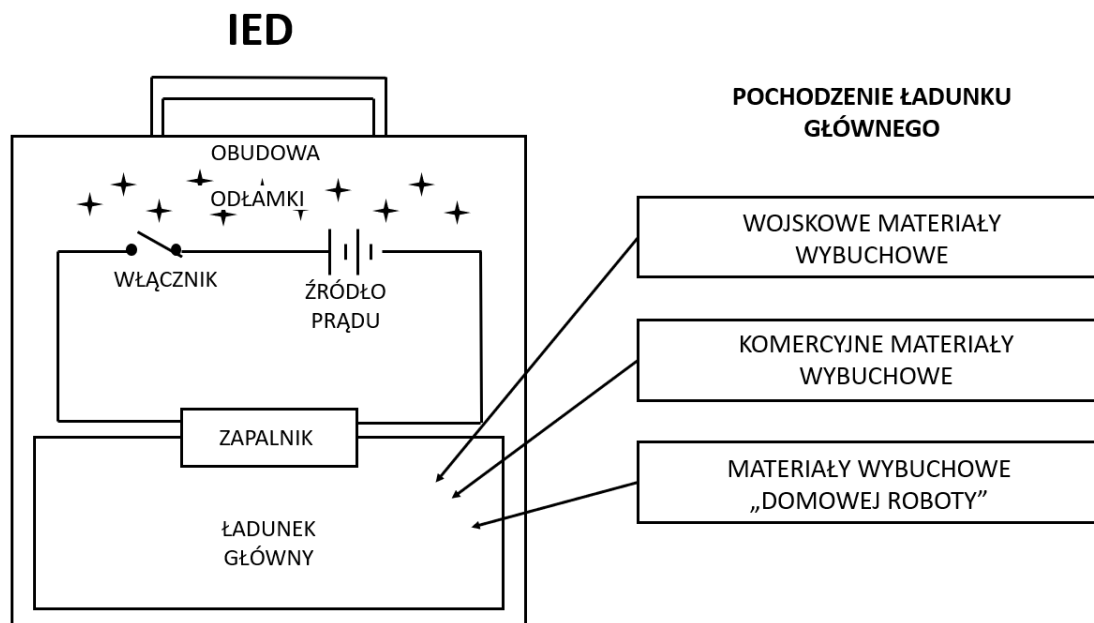 IED
OBUDOWA
ODŁAMKI
WŁĄCZNIK
ŹRÓDŁO
PRĄDU
ZAPALNIK
ŁADUNEK
GŁÓWNY
POCHODZENIE ŁADUNKU
GŁÓWNEGO
WOJSKOWE MATERIAŁY
WYBUCHOWE
KOMERCYJNE MATERIAŁY
WYBUCHOWE
MATERIAŁY WYBUCHOWE
„DOMOWEJ ROBOTY”